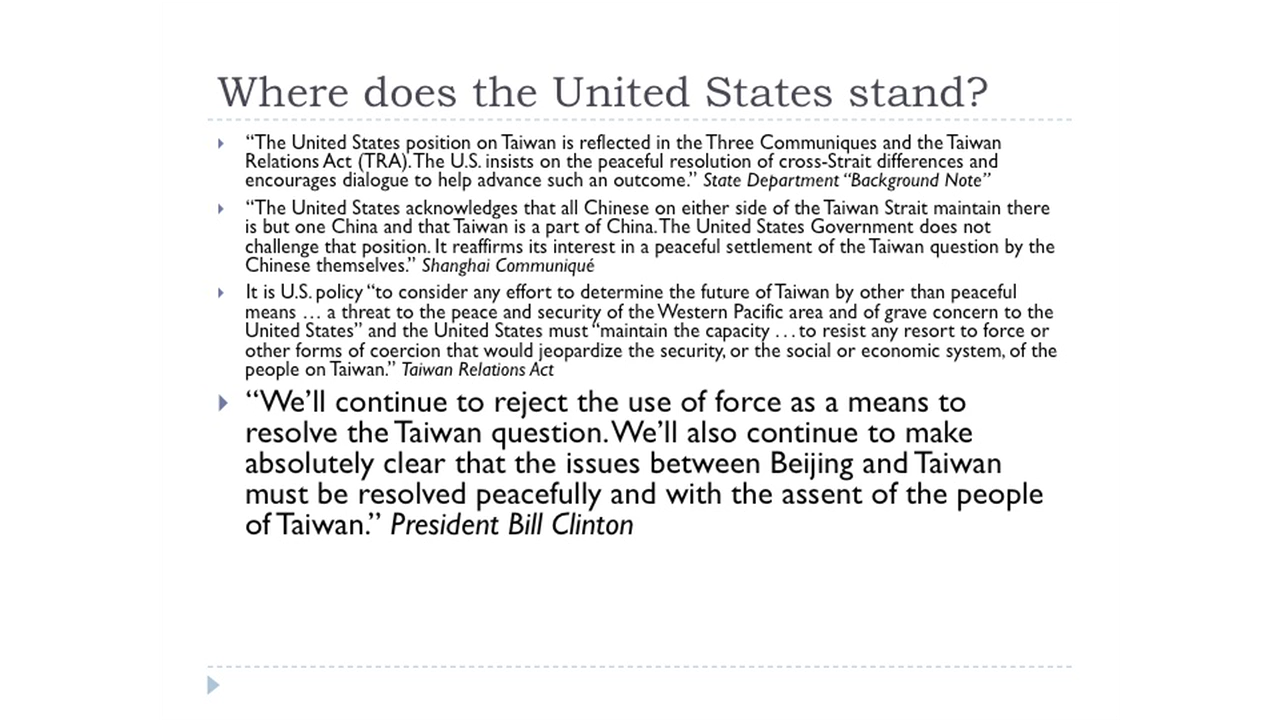 Where does the United States stand?
“The United States position on Taiwan is reflected in the Three Communiques and the Taiwan
Relations Act (TRA). The U.S. insists on the peaceful resolution of cross-Strait differences and
encourages dialogue to help advance such an outcome.” State Department “Background Note”
“The United States acknowledges that all Chinese on either side of the Taiwan Strait maintain there
is but one China and that Taiwan is a part of China. The United States Government does not
challenge that position. It reaffirms its interest in a peaceful settlement of the Taiwan question by the
Chinese themselves.” Shanghai Communiqué
It is U.S. policy “to consider any effort to determine the future of Taiwan by other than peaceful
means … a threat to the peace and security of the Western Pacific area and of grave concern to the
United States” and the United States must “maintain the capacity . . . to resist any resort to force or
other forms of coercion that would jeopardize the security, or the social or economic system, of the
people on Taiwan.” Taiwan Relations Act
“We’ll continue to reject the use of force as a means to
resolve the Taiwan question. We’ll also continue to make
absolutely clear that the issues between Beijing and Taiwan
must be resolved peacefully and with the assent of the people
of Taiwan.” President Bill Clinton